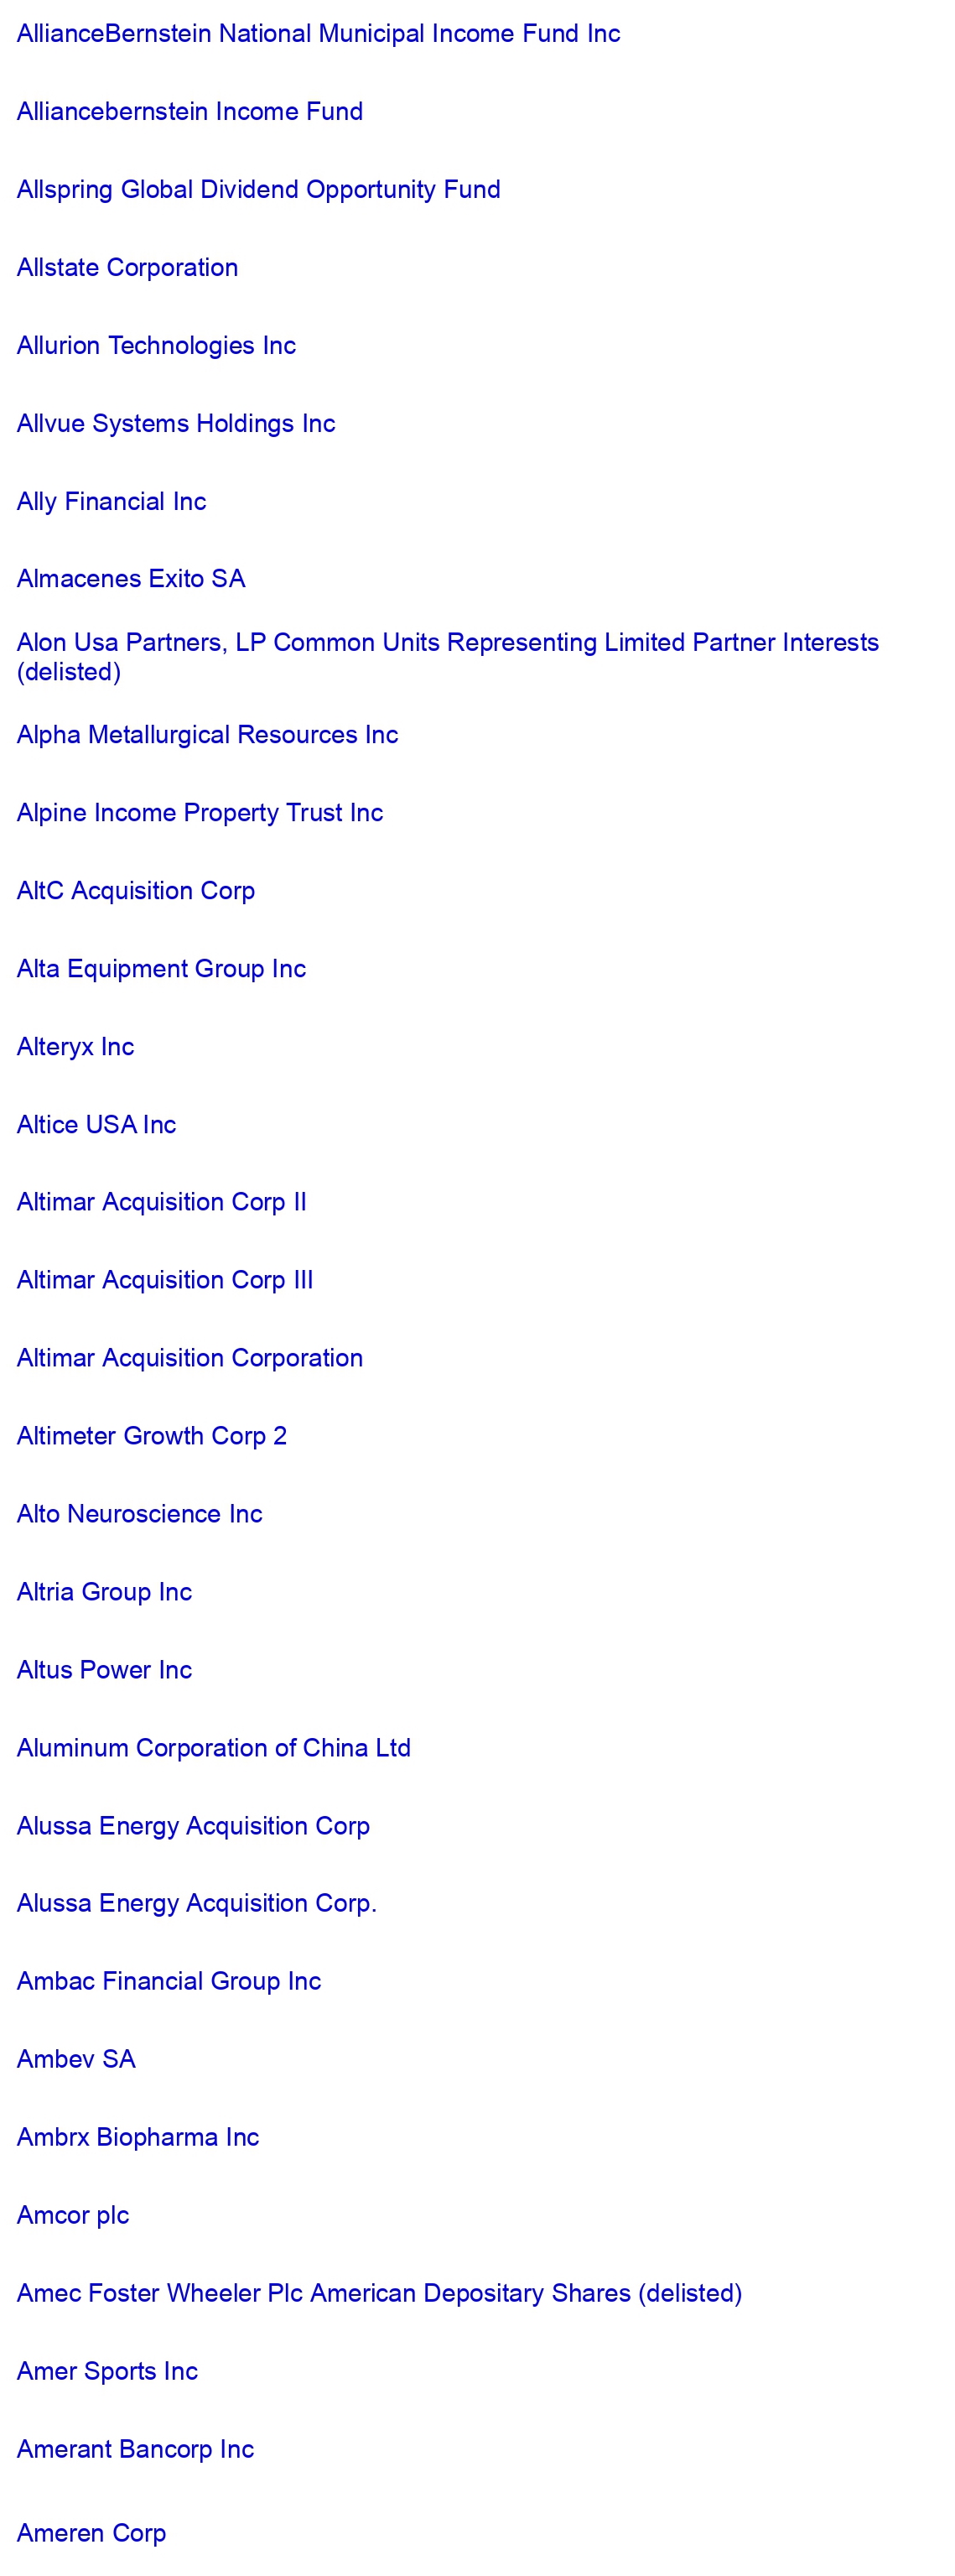 AllianceBernstein National Municipal Income Fund Inc
Alliancebernstein Income Fund
Allspring Global Dividend Opportunity Fund
Allstate Corporation
Allurion Technologies Inc
Allvue Systems Holdings Inc
Ally Financial Inc
Almacenes Exito SA
Alon Usa Partners, LP Common Units Representing Limited Partner Interests
(delisted)
Alpha Metallurgical Resources Inc
Alpine Income Property Trust Inc
AltC Acquisition Corp
Alta Equipment Group Inc
Alteryx Inc
Altice USA Inc
Altimar Acquisition Corp II
Altimar Acquisition Corp III
Altimar Acquisition Corporation
Altimeter Growth Corp 2
Alto Neuroscience Inc
Altria Group Inc
Altus Power Inc
Aluminum Corporation of China Ltd
Alussa Energy Acquisition Corp
Alussa Energy Acquisition Corp.
Ambac Financial Group Inc
Ambev SA
Ambrx Biopharma Inc
Amcor plc
Amec Foster Wheeler Plc American Depositary Shares (delisted)
Amer Sports Inc
Amerant Bancorp Inc
Ameren Corp